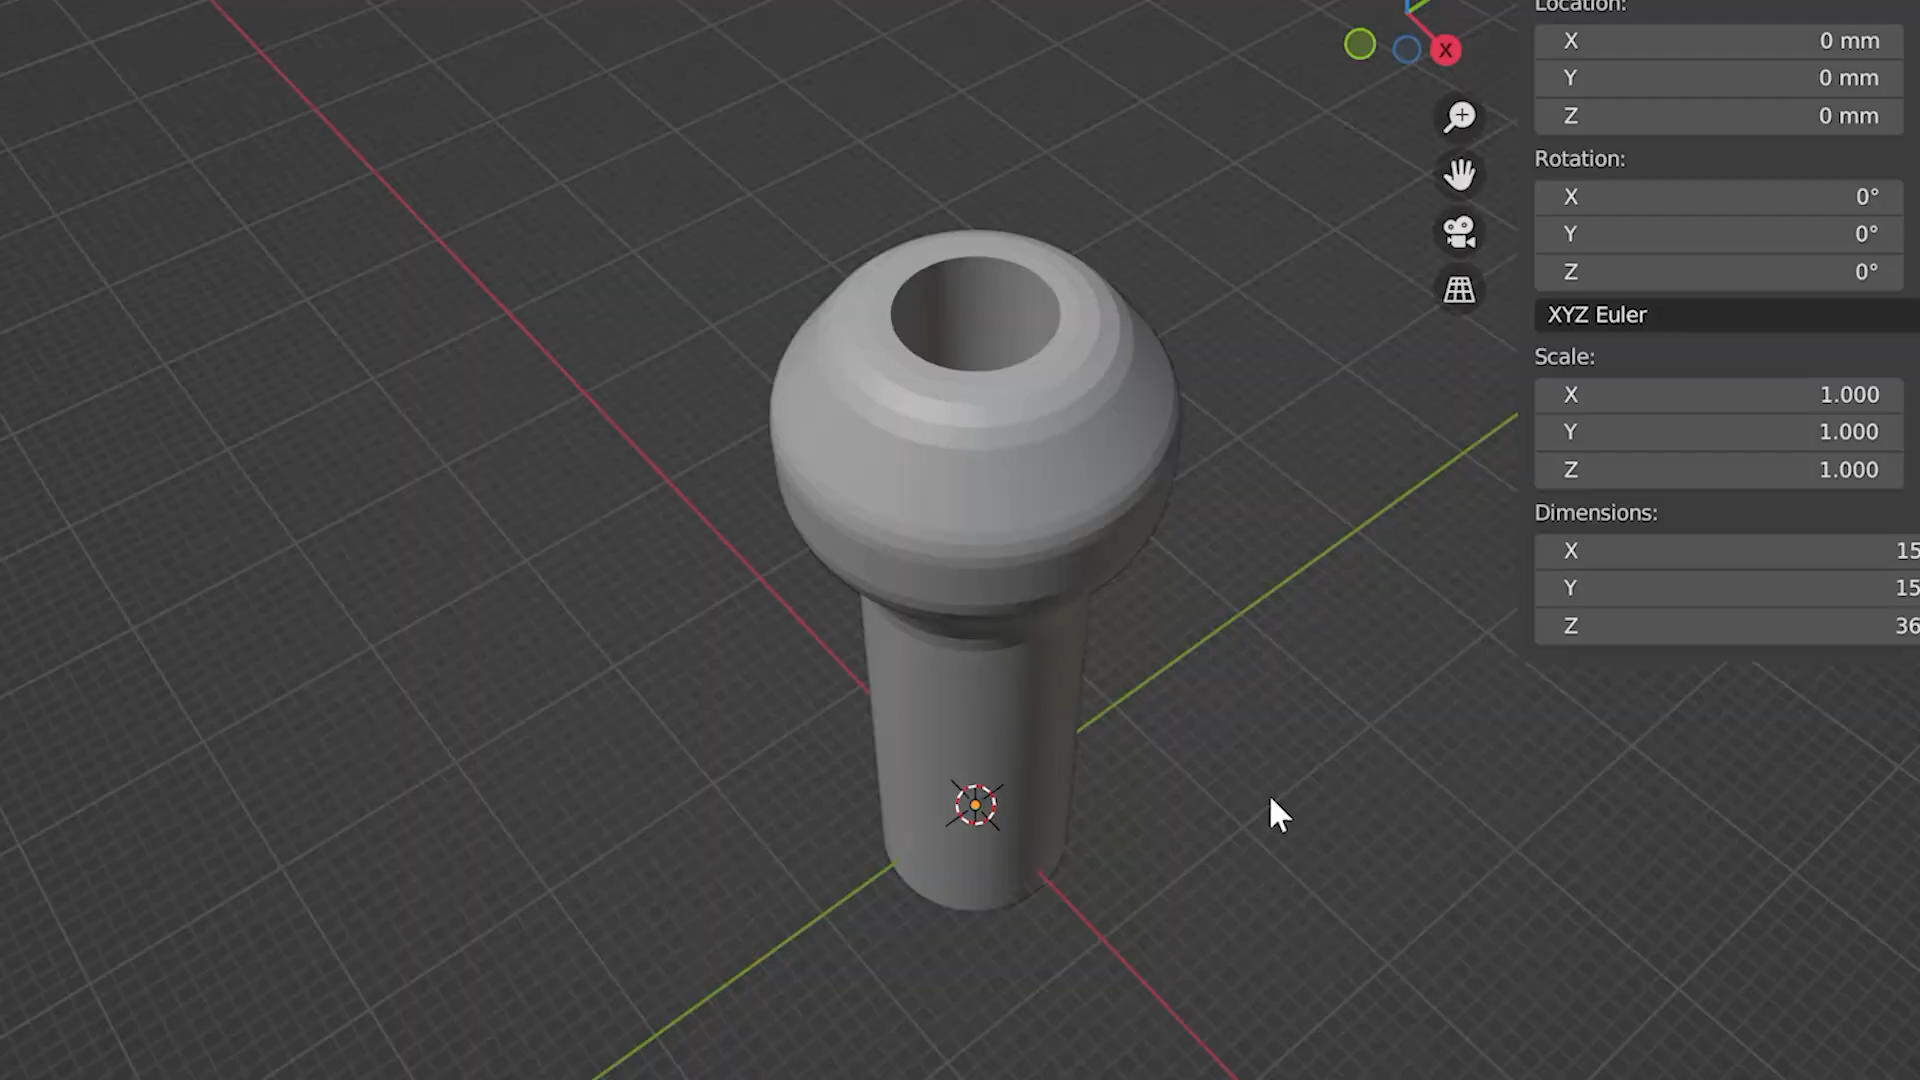 Location:
X 0 mm
Y 0 mm
Z 0 mm
X
Rotation:
X 0°
Y 0°
Z 0°
XYZ Euler
Scale:
X 1.000
Y 1.000
Z 1.000
Dimensions:
X 15
Y 15
Z 36